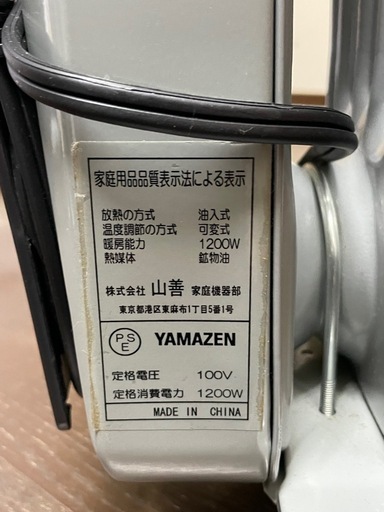 家庭用品品質表示法による表示
放熱の方式 油入式
温度調節の方式 可変式
暖房能力 1200W
熱媒体 鉱物油
株式会社 山善 家庭機器部
東京都港区東麻布1丁目5番1号
PSE YAMAZEN
定格電圧 100V
定格消費電力 1200W
MADE IN CHINA